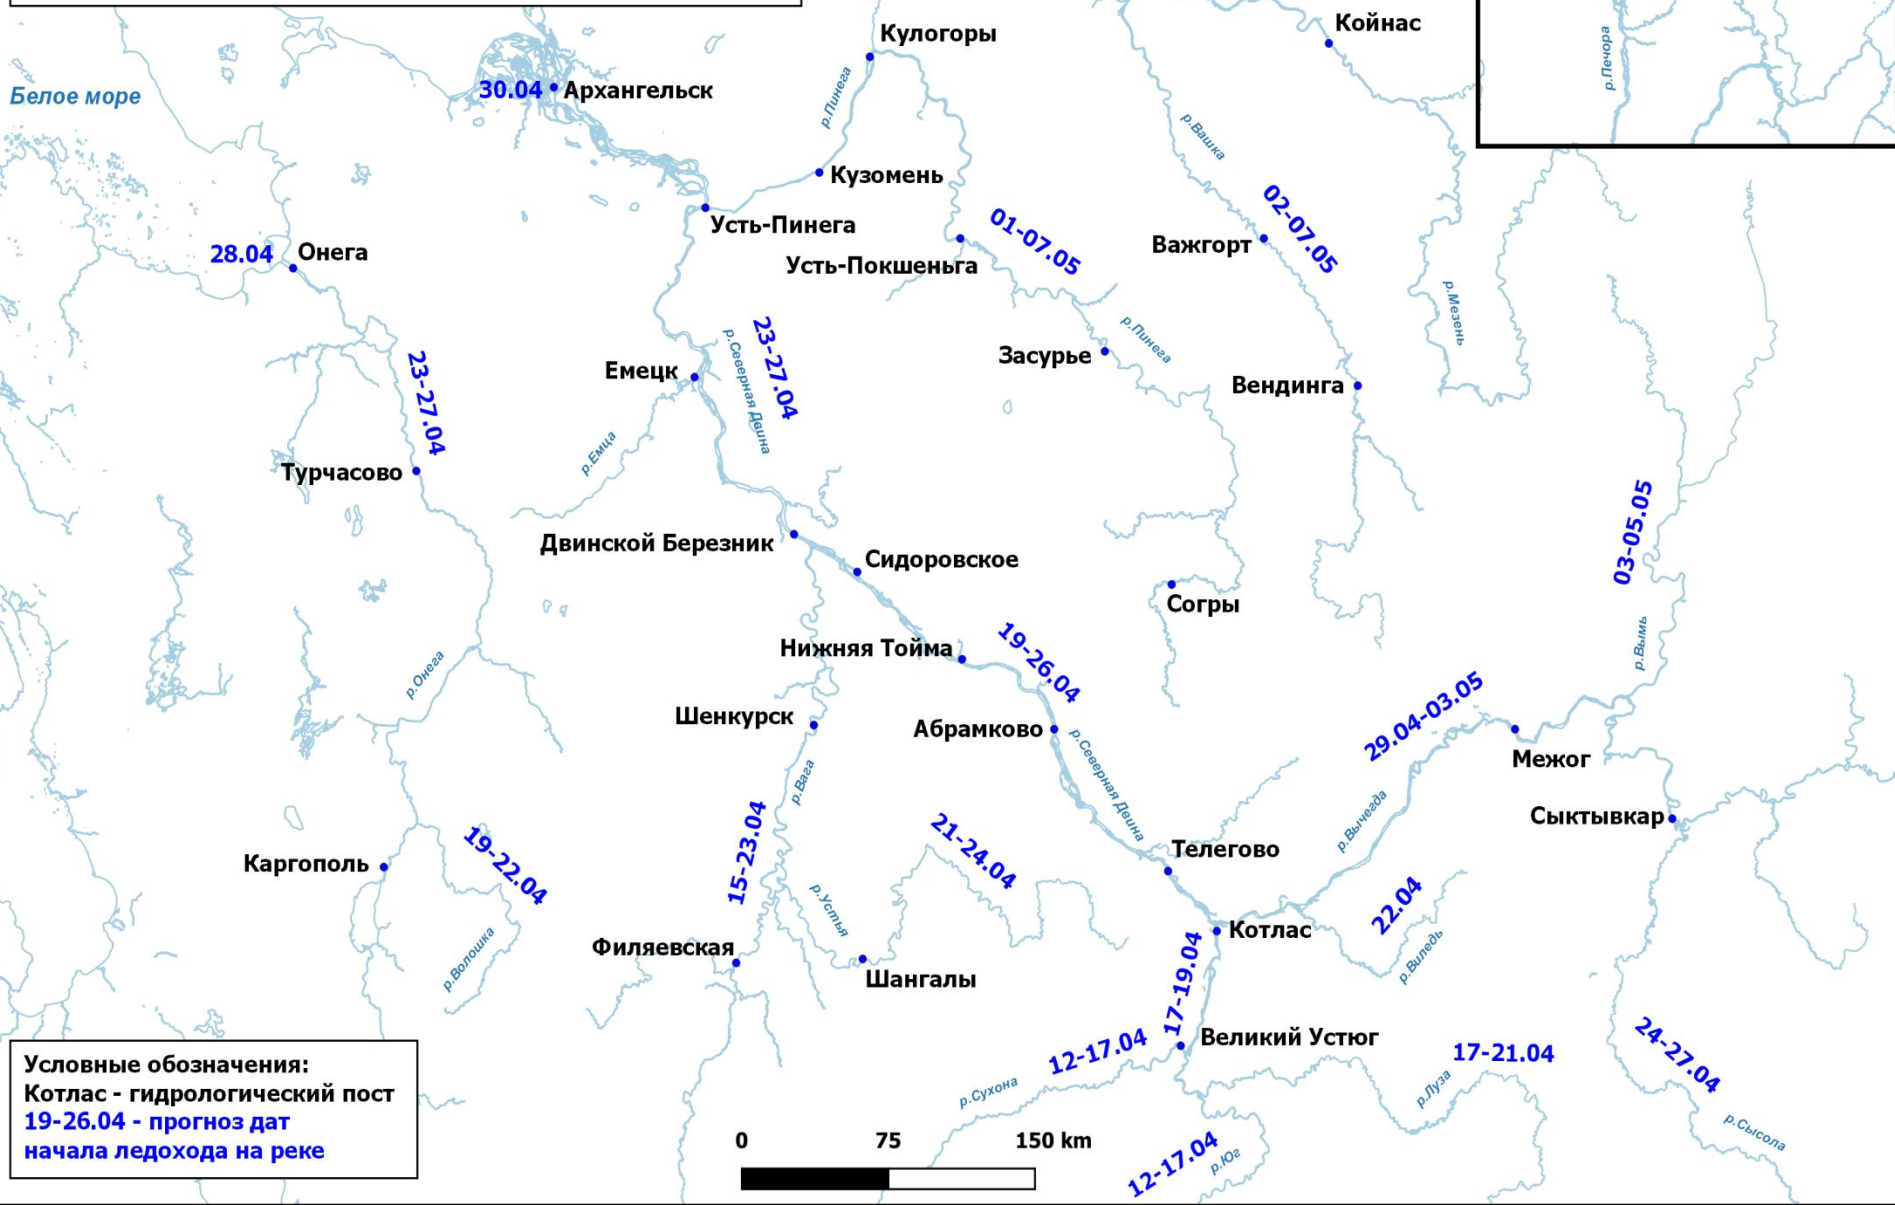 Кулогоры
Койнас
р.Печора
Белое море
30.04
Архангельск
р.Пинега
р.Вашка
Кузомень
02-07.05
Усть-Пинега
01-07.05
Важгорт
28.04
Онега
Усть-Покшеньга
р.Мезень
23-27.04
р.Северная Двина
р.Пинега
Засурье
23-27.04
Емецк
Вендинга
р.Емца
Турчасово
03-05.05
Двинской Березник
Сидоровское
Согры
Нижняя Тойма
19-26.04
р.Вымь
р.Онега
Шенкурск
Абрамково
29.04-03.05
Межог
р.Вага
р.Северная Двина
р.Вычегда
Сыктывкар
15-23.04
21-24.04
Телегово
Каргополь
19-22.04
р.Устья
22.04
Котлас
р.Волошка
Филяевская
р.Виледь
Шангалы
17-19.04
Великий Устюг
12-17.04
17-21.04
24-27.04
р.Сухона
р.Луза
р.Сысола
12-17.04
р.Юг
Условные обозначения:
Котлас - гидрологический пост
19-26.04 - прогноз дат
начала ледохода на реке
0 75 150 km